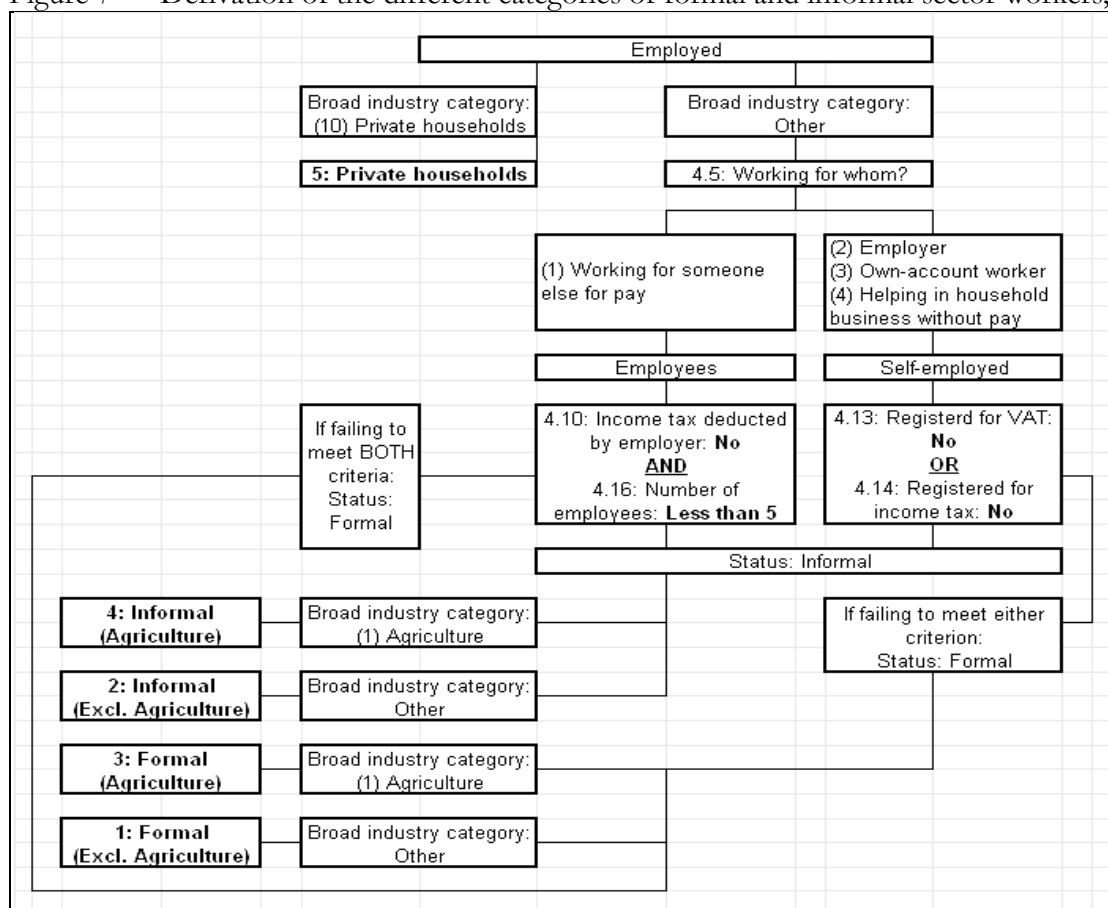 Figure 7 Derivation of the different categories of formal and informal sector workers,
Employed
Broad industry category:
(10) Private households
Broad industry category:
Other
5: Private households
4.5: Working for whom?
(1) Working for someone
else for pay
(2) Employer
(3) Own-account worker
(4) Helping in household
business without pay
Employees
Self-employed
If failing to
meet BOTH
criteria:
Status:
Formal
4.10: Income tax deducted
by employer: No
AND
4.16: Number of
employees: Less than 5
4.13: Registerd for VAT:
No
OR
4.14: Registered for
income tax: No
Status: Informal
4: Informal
(Agriculture)
Broad industry category:
(1) Agriculture
If failing to meet either
criterion:
Status: Formal
2: Informal
(Excl. Agriculture)
Broad industry category:
Other
3: Formal
(Agriculture)
Broad industry category:
(1) Agriculture
1: Formal
(Excl. Agriculture)
Broad industry category:
Other